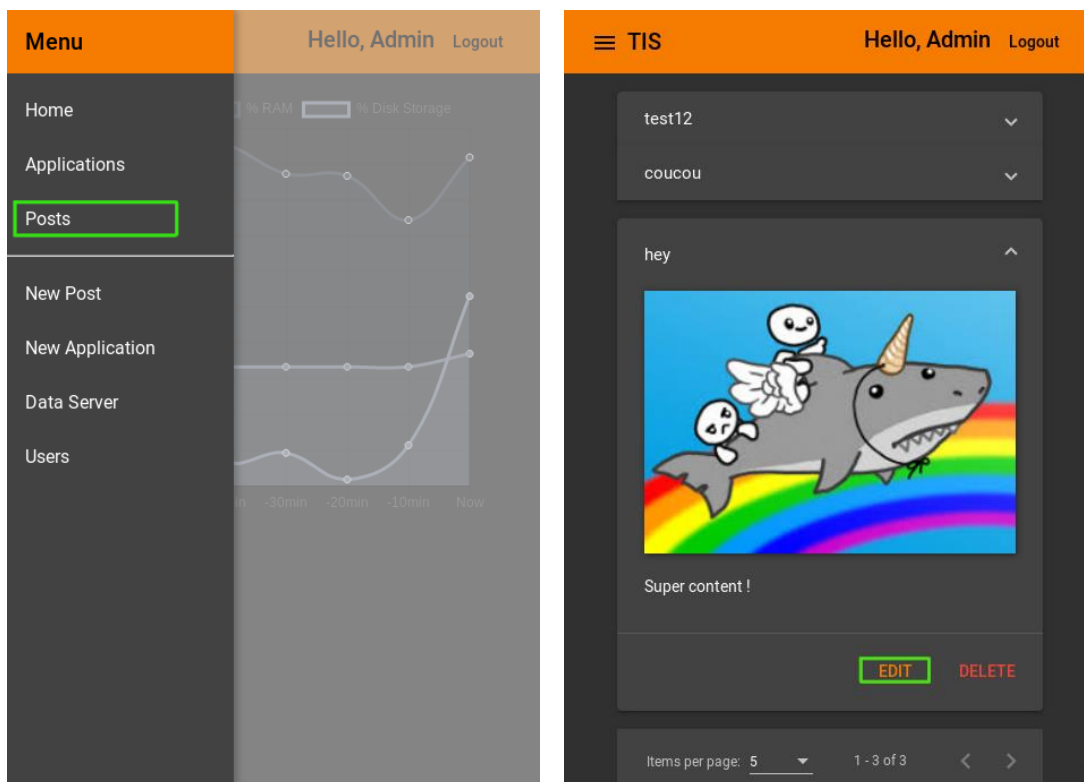 Menu
Hello, Admin Logout
Home
% RAM % Disk Storage
Applications
Posts
New Post
New Application
Data Server
Users
-30min -20min -10min Now
TIS
Hello, Admin Logout
test12
coucou
hey
Super content !
EDIT DELETE
Items per page: 5 1 - 3 of 3